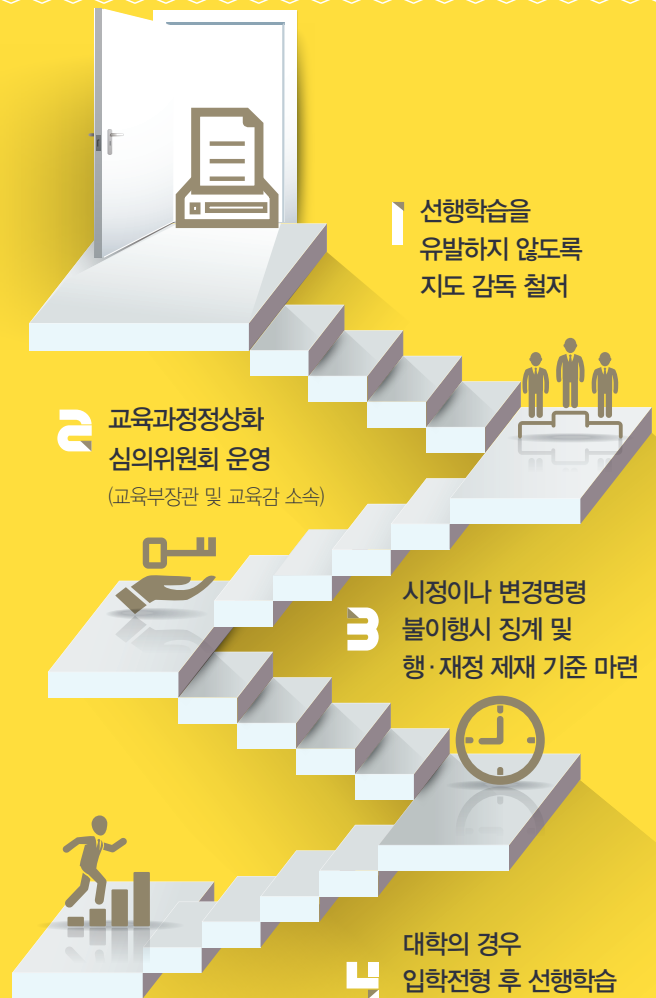 1
선행학습을
유발하지 않도록
지도 감독 철저
2
교육과정정상화
심의위원회 운영
(교육부장관 및 교육감 소속)
3
시정이나 변경명령
불이행시 징계 및
행·재정 제재 기준 마련
4
대학의 경우
입학전형 후 선행학습